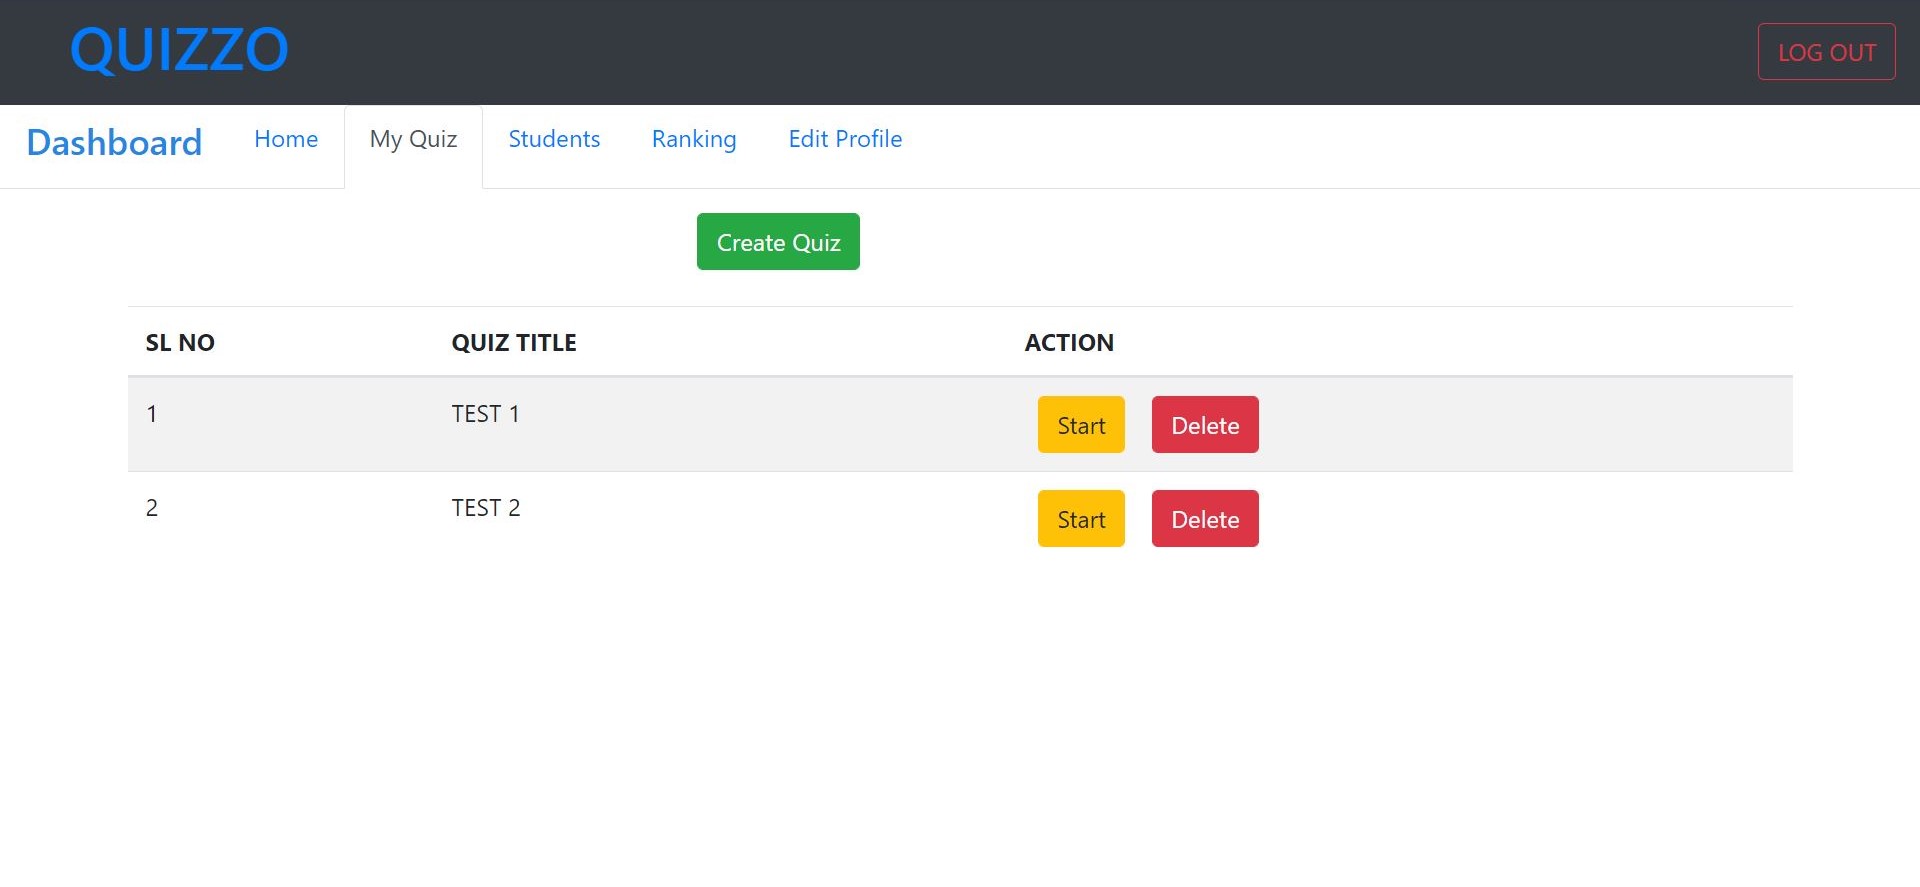 QUIZZO LOG OUT
Dashboard Home My Quiz Students Ranking Edit Profile
Create Quiz
SL NO QUIZ TITLE ACTION
1 TEST 1 Start Delete
2 TEST 2 Start Delete